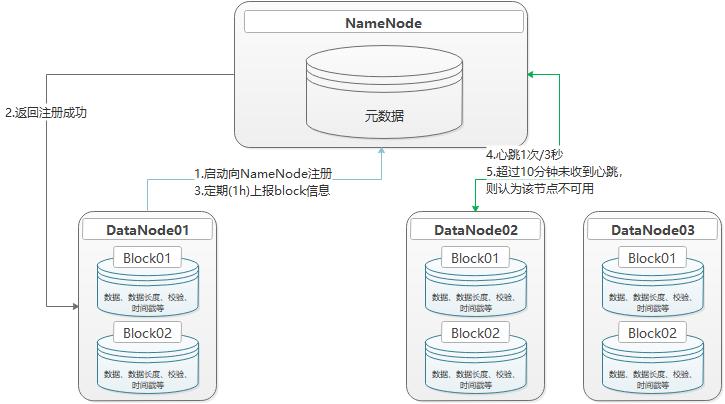 NameNode
元数据
2.返回注册成功
1.启动向NameNode注册
3.定期(1h)上报block信息
4.心跳1次/3秒
5.超过10分钟未收到心跳，
则认为该节点不可用
DataNode01
Block01
数据、数据长度、校验、
时间戳等
Block02
数据、数据长度、校验、
时间戳等
DataNode02
Block01
数据、数据长度、校验、
时间戳等
Block02
数据、数据长度、校验、
时间戳等
DataNode03
Block01
数据、数据长度、校验、
时间戳等
Block02
数据、数据长度、校验、
时间戳等